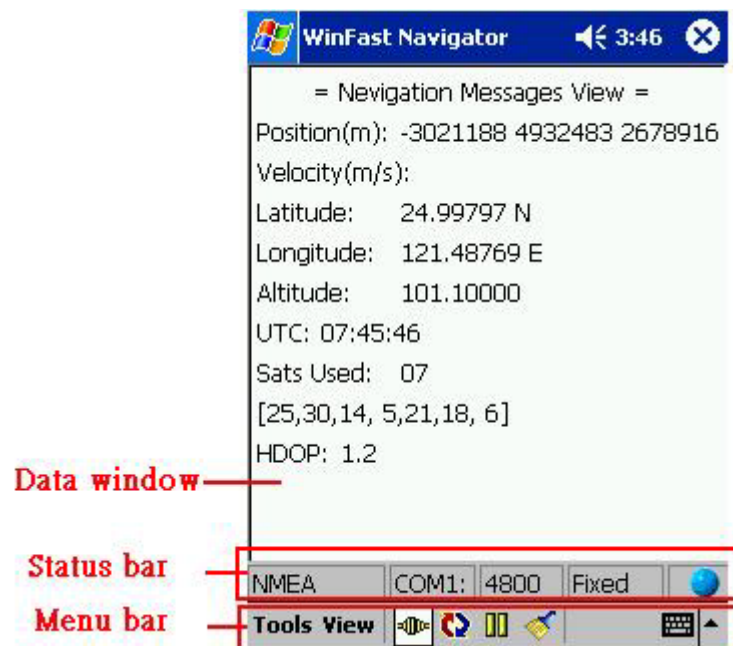 WinFast Navigator 3:46
= Nevigation Messages View =
Position(m): -3021188 4932483 2678916
Velocity(m/s):
Latitude: 24.99797 N
Longitude: 121.48769 E
Altitude: 101.10000
UTC: 07:45:46
Sats Used: 07
[25,30,14, 5,21,18, 6]
HDOP: 1.2
Data window
Status bar
NMEA COM1: 4800 Fixed
Menu bar
Tools View